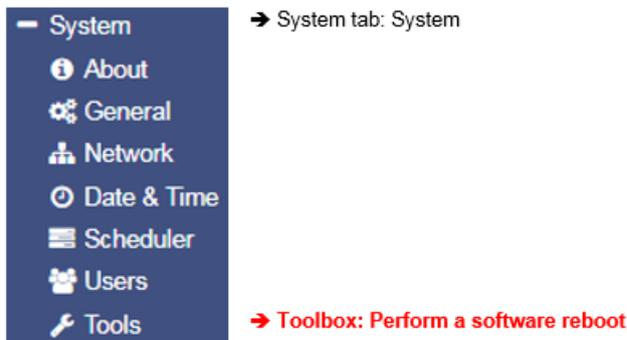 System ➔ System tab: System
About
General
Network
Date & Time
Scheduler
Users
Tools ➔ Toolbox: Perform a software reboot